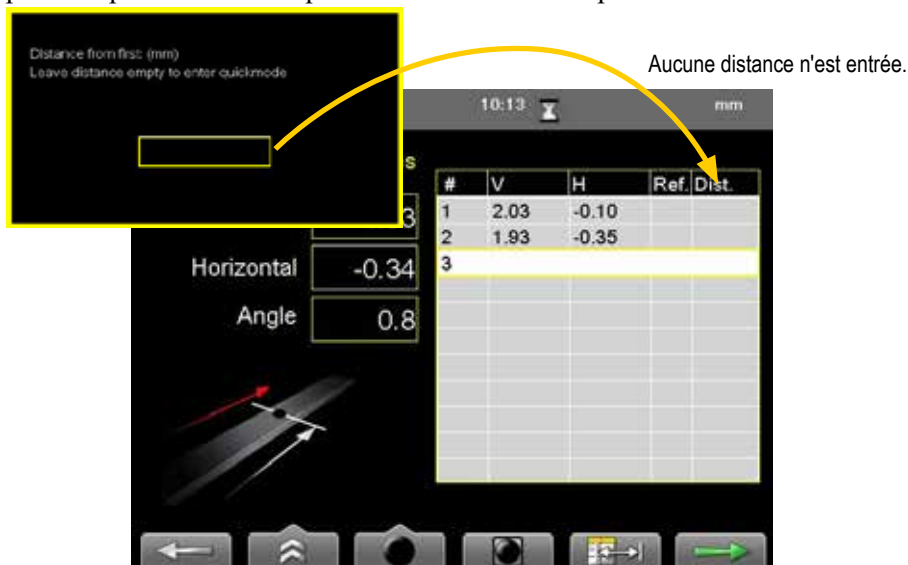 Distance from first: (mm)
Leave distance empty to enter quickmode
Aucune distance n'est entrée.
10:13
mm
s
# V H Ref. Dist.
3
1 2.03 -0.10
2 1.93 -0.35
Horizontal -0.34
3
Angle 0.8